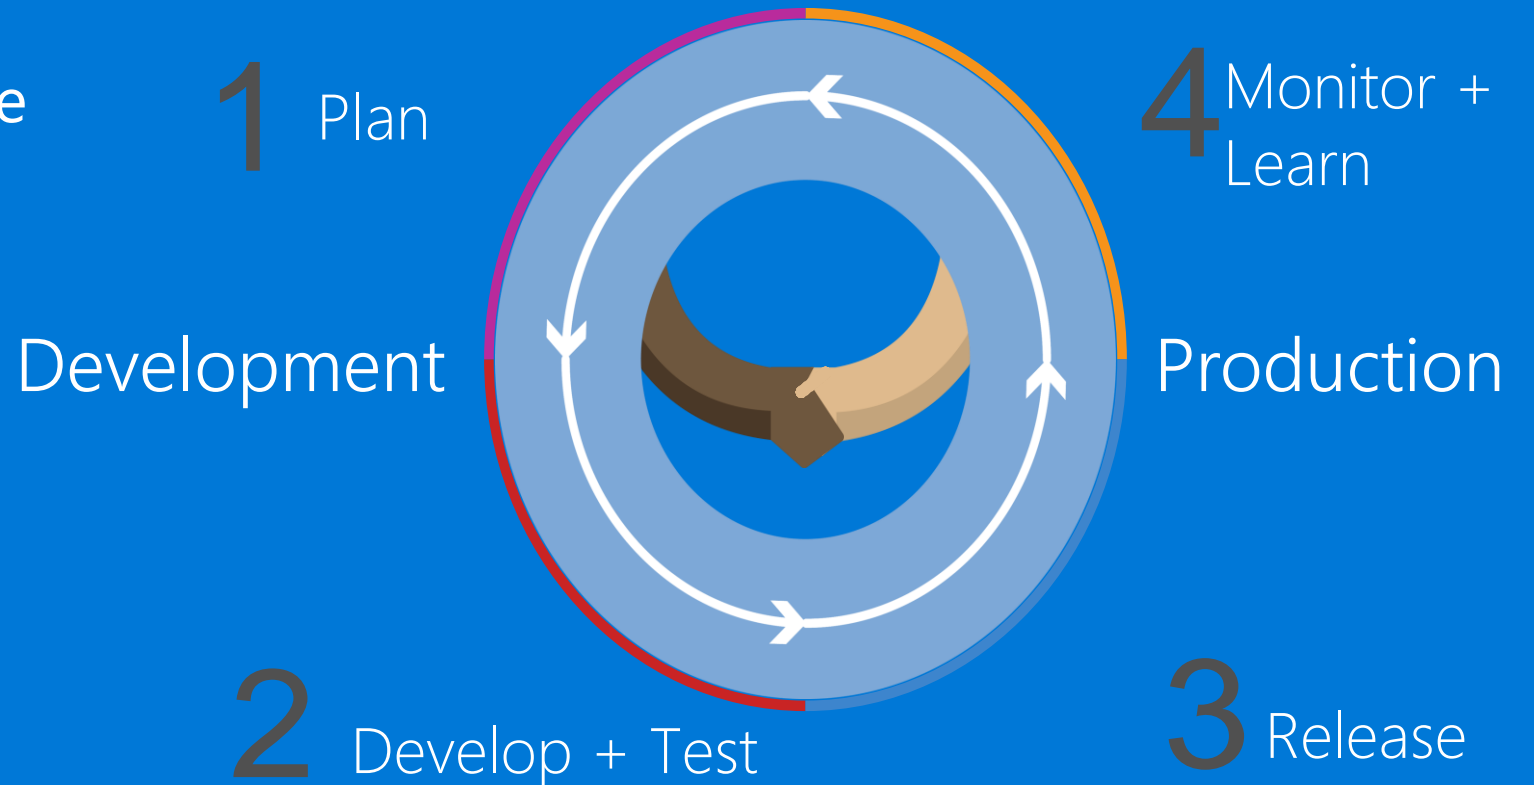 e
1 Plan
4 Monitor +
Learn
Development
Production
2 Develop + Test
3 Release